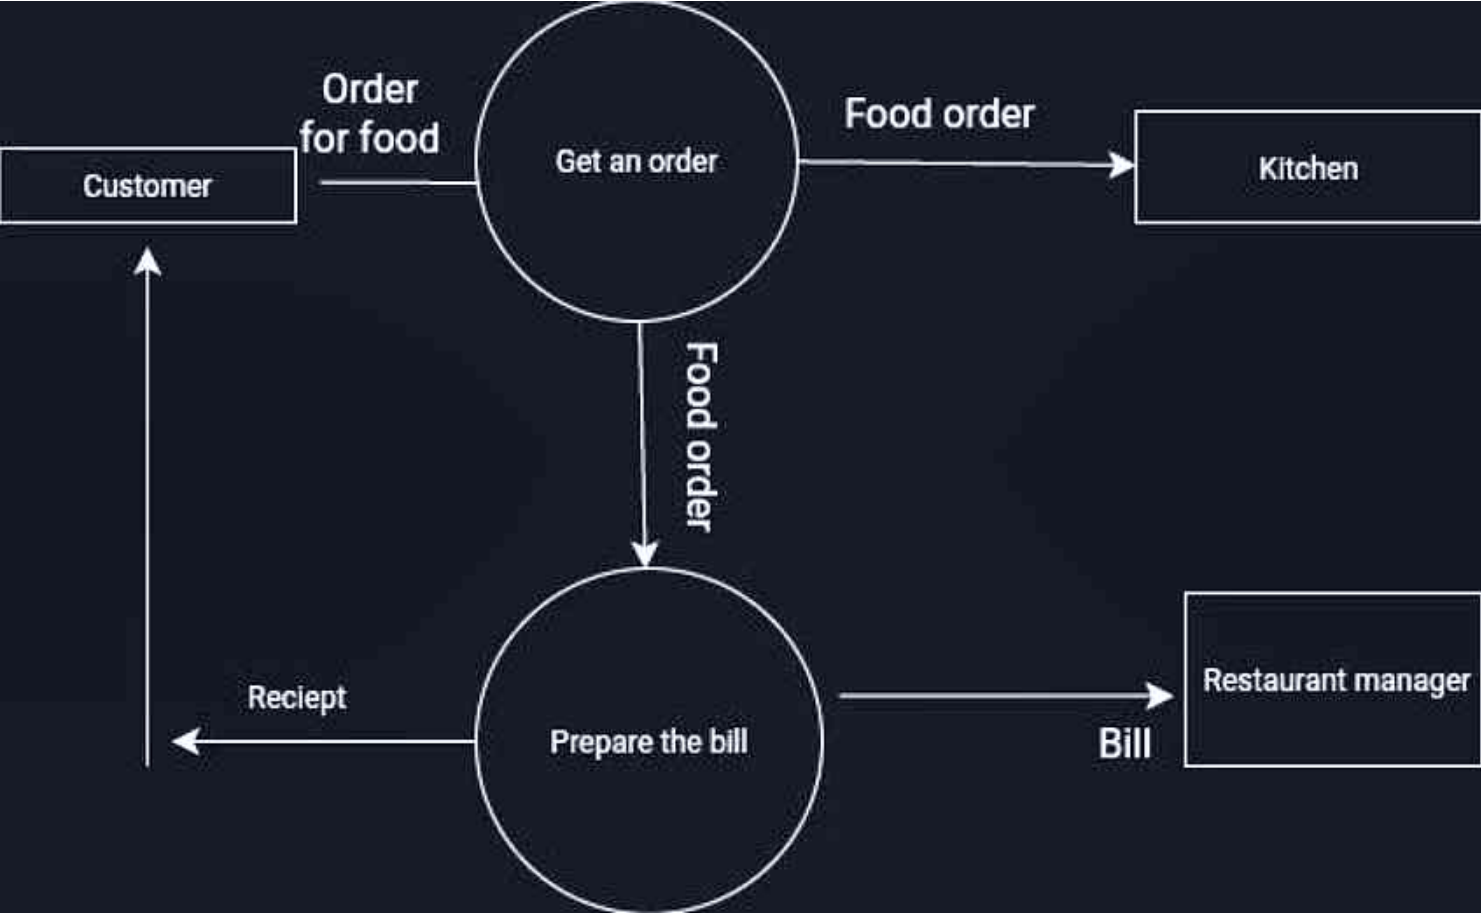 Order
for food
Food order
Customer
Get an order
Kitchen
Food order
Reciept
Prepare the bill
Restaurant manager
Bill